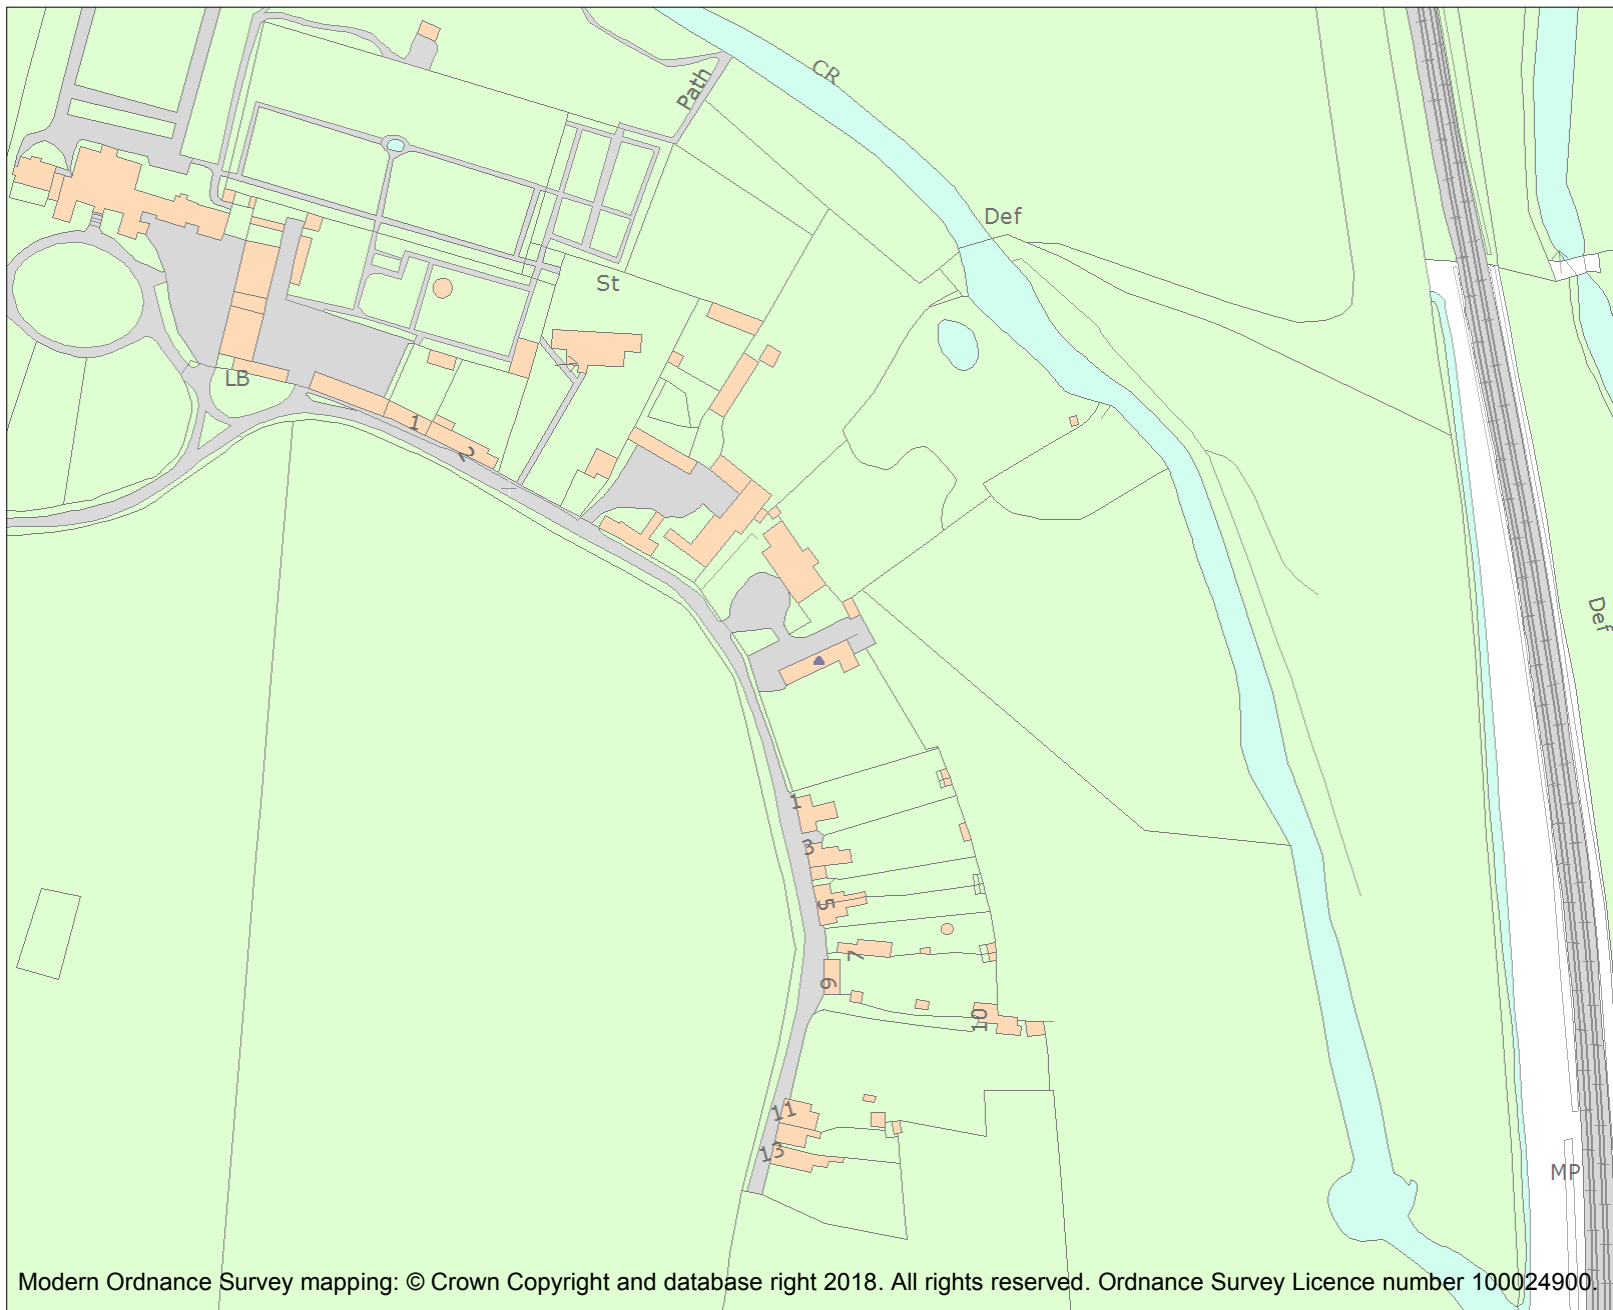 CR
Path
Def
St
LB
1
2
Def
1
3
5
7
9
10
11
13
MP
Modern Ordnance Survey mapping: © Crown Copyright and database right 2018. All rights reserved. Ordnance Survey Licence number 100024900.